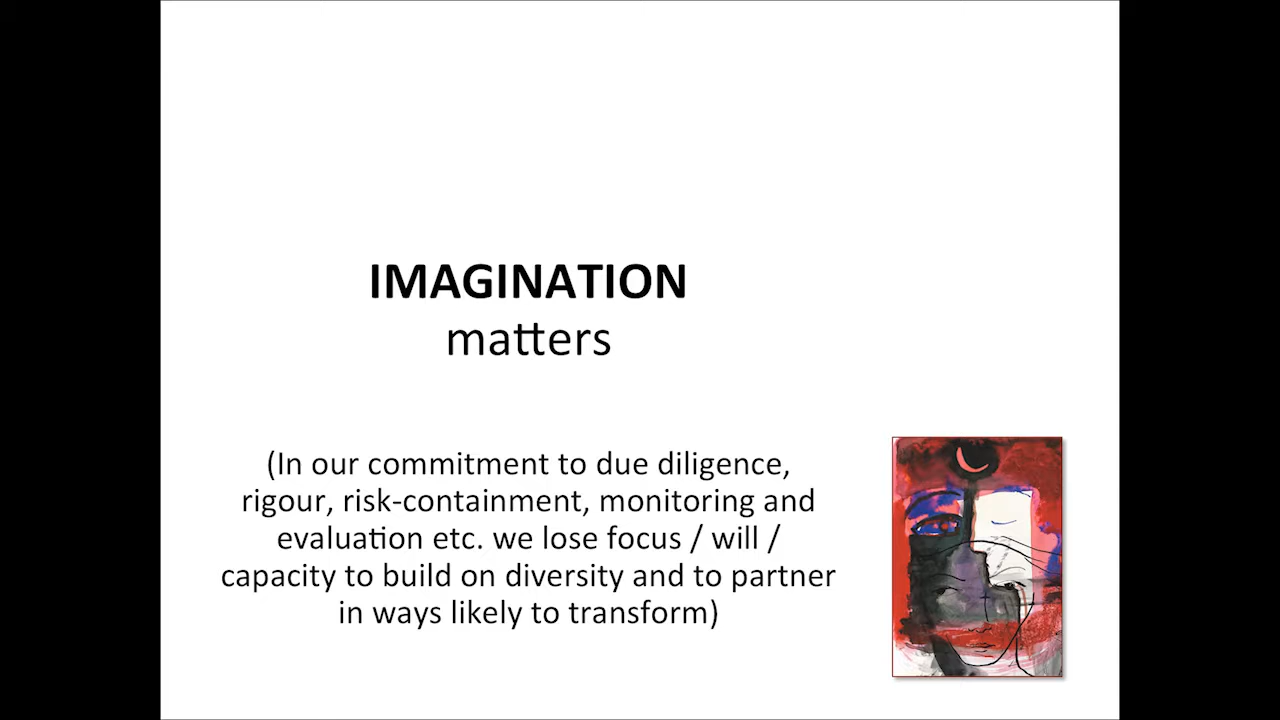 IMAGINATION
matters
(In our commitment to due diligence,
rigour, risk-containment, monitoring and
evaluation etc. we lose focus / will /
capacity to build on diversity and to partner
in ways likely to transform)